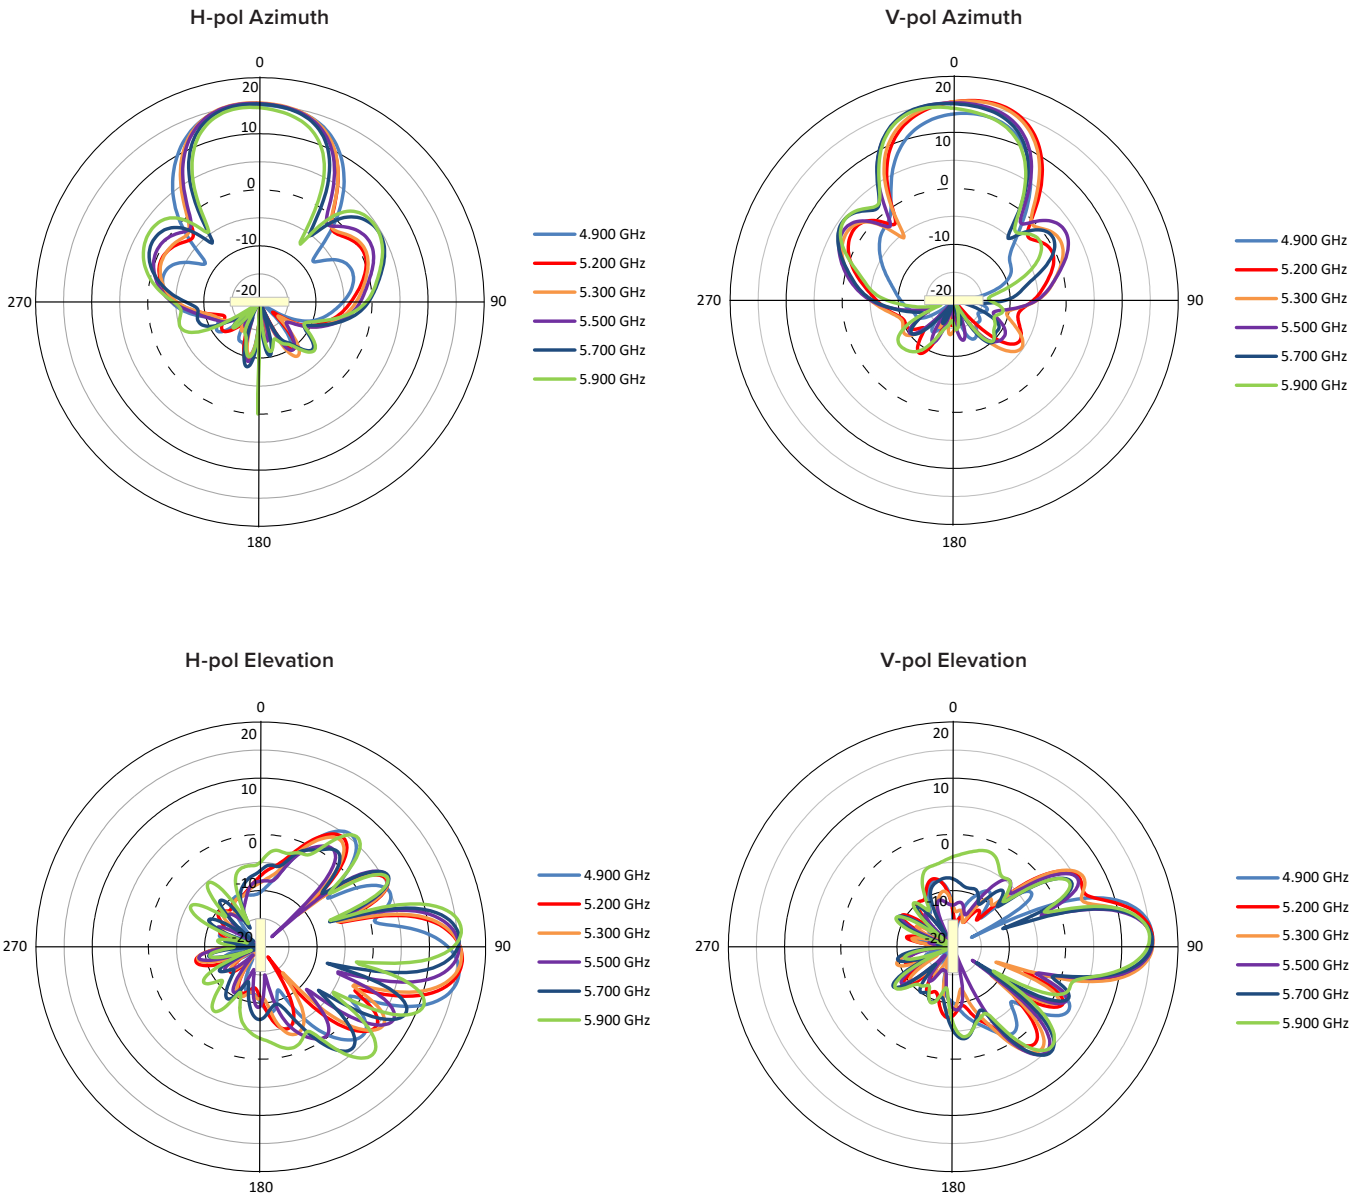 H-pol Azimuth
0
20
10
0
-10
-20
270
90
180
4.900 GHz
5.200 GHz
5.300 GHz
5.500 GHz
5.700 GHz
5.900 GHz
V-pol Azimuth
0
20
10
0
-10
-20
270
90
180
4.900 GHz
5.200 GHz
5.300 GHz
5.500 GHz
5.700 GHz
5.900 GHz
H-pol Elevation
0
20
10
0
-10
-20
270
90
180
4.900 GHz
5.200 GHz
5.300 GHz
5.500 GHz
5.700 GHz
5.900 GHz
V-pol Elevation
0
20
10
0
-10
-20
270
90
180
4.900 GHz
5.200 GHz
5.300 GHz
5.500 GHz
5.700 GHz
5.900 GHz